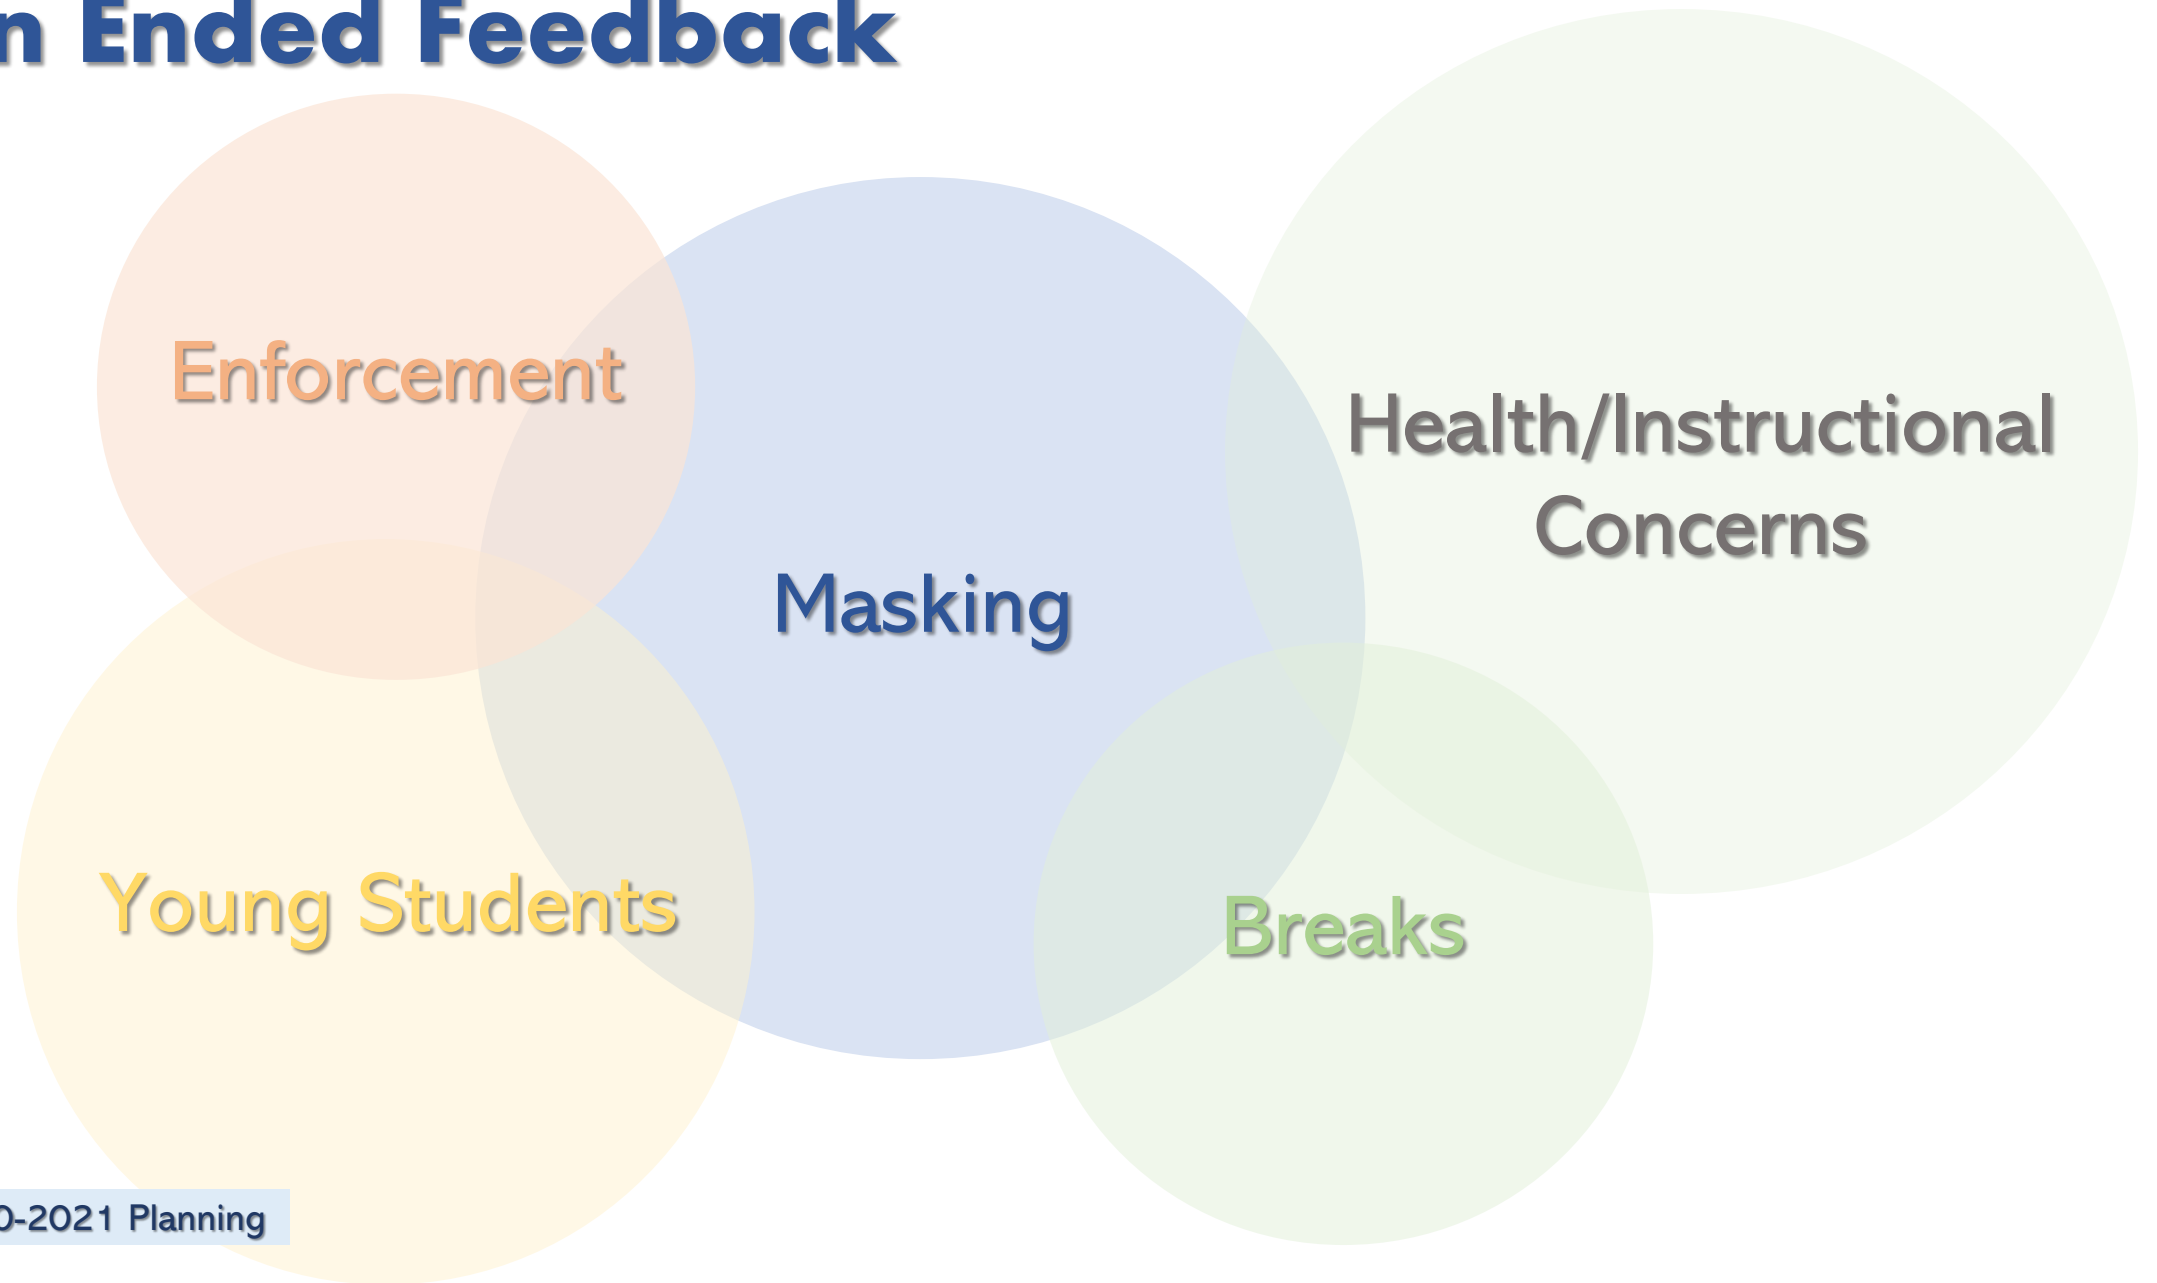 n Ended Feedback
Enforcement
Health/Instructional
Concerns
Masking
Young Students
Breaks
0-2021 Planning